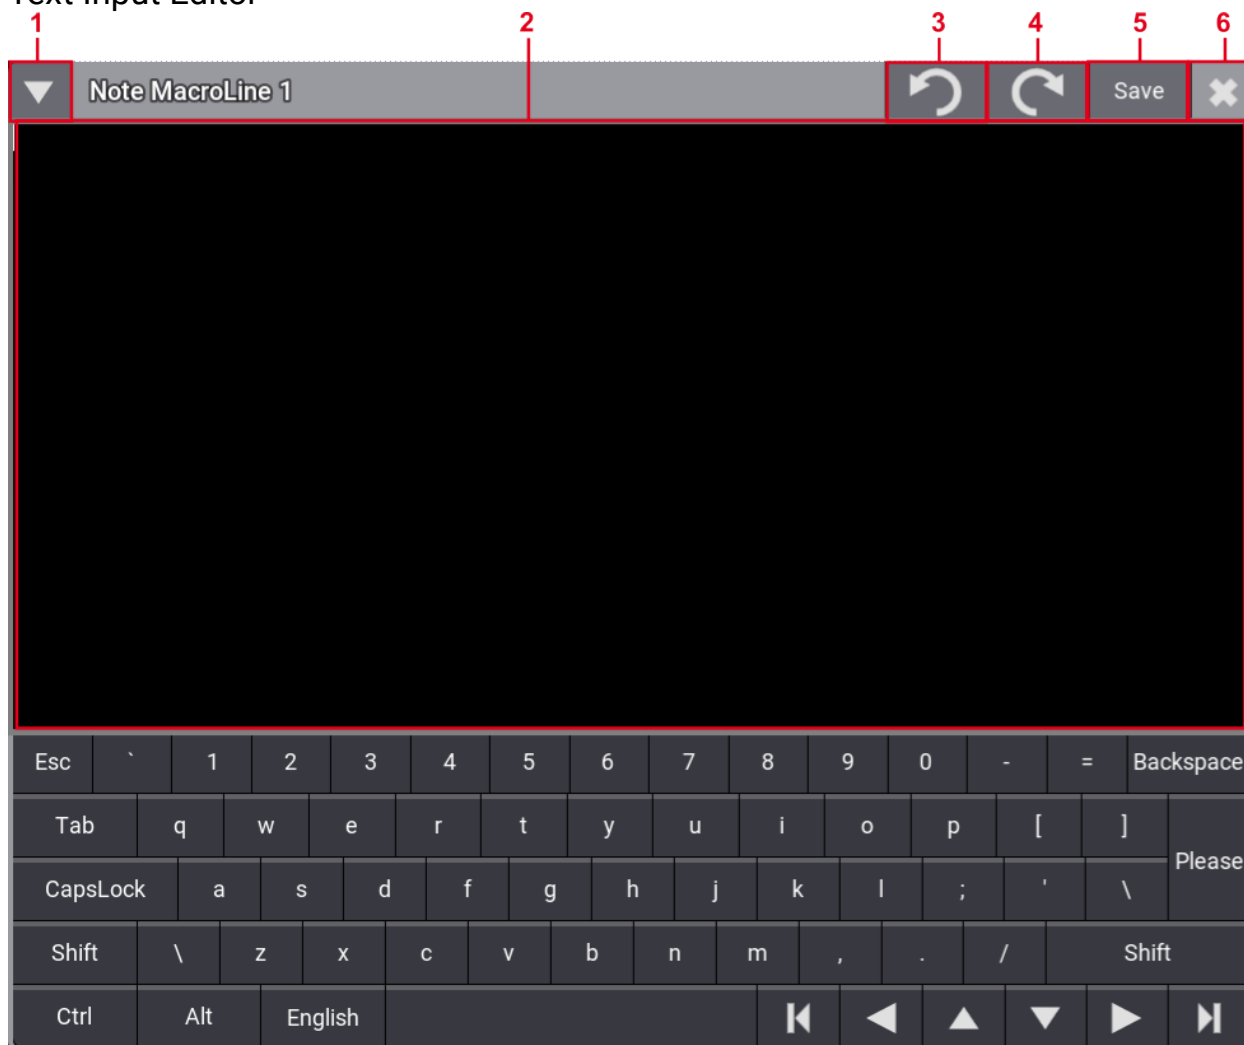 Text Input Editor
1 2 3 4 5 6
Note MacroLine 1 Save
Esc ` 1 2 3 4 5 6 7 8 9 0 - = Backspace
Tab q w e r t y u i o p [ ]
Please
CapsLock a s d f g h j k l ; ' \
Shift \ z x c v b n m , . / Shift
Ctrl Alt English